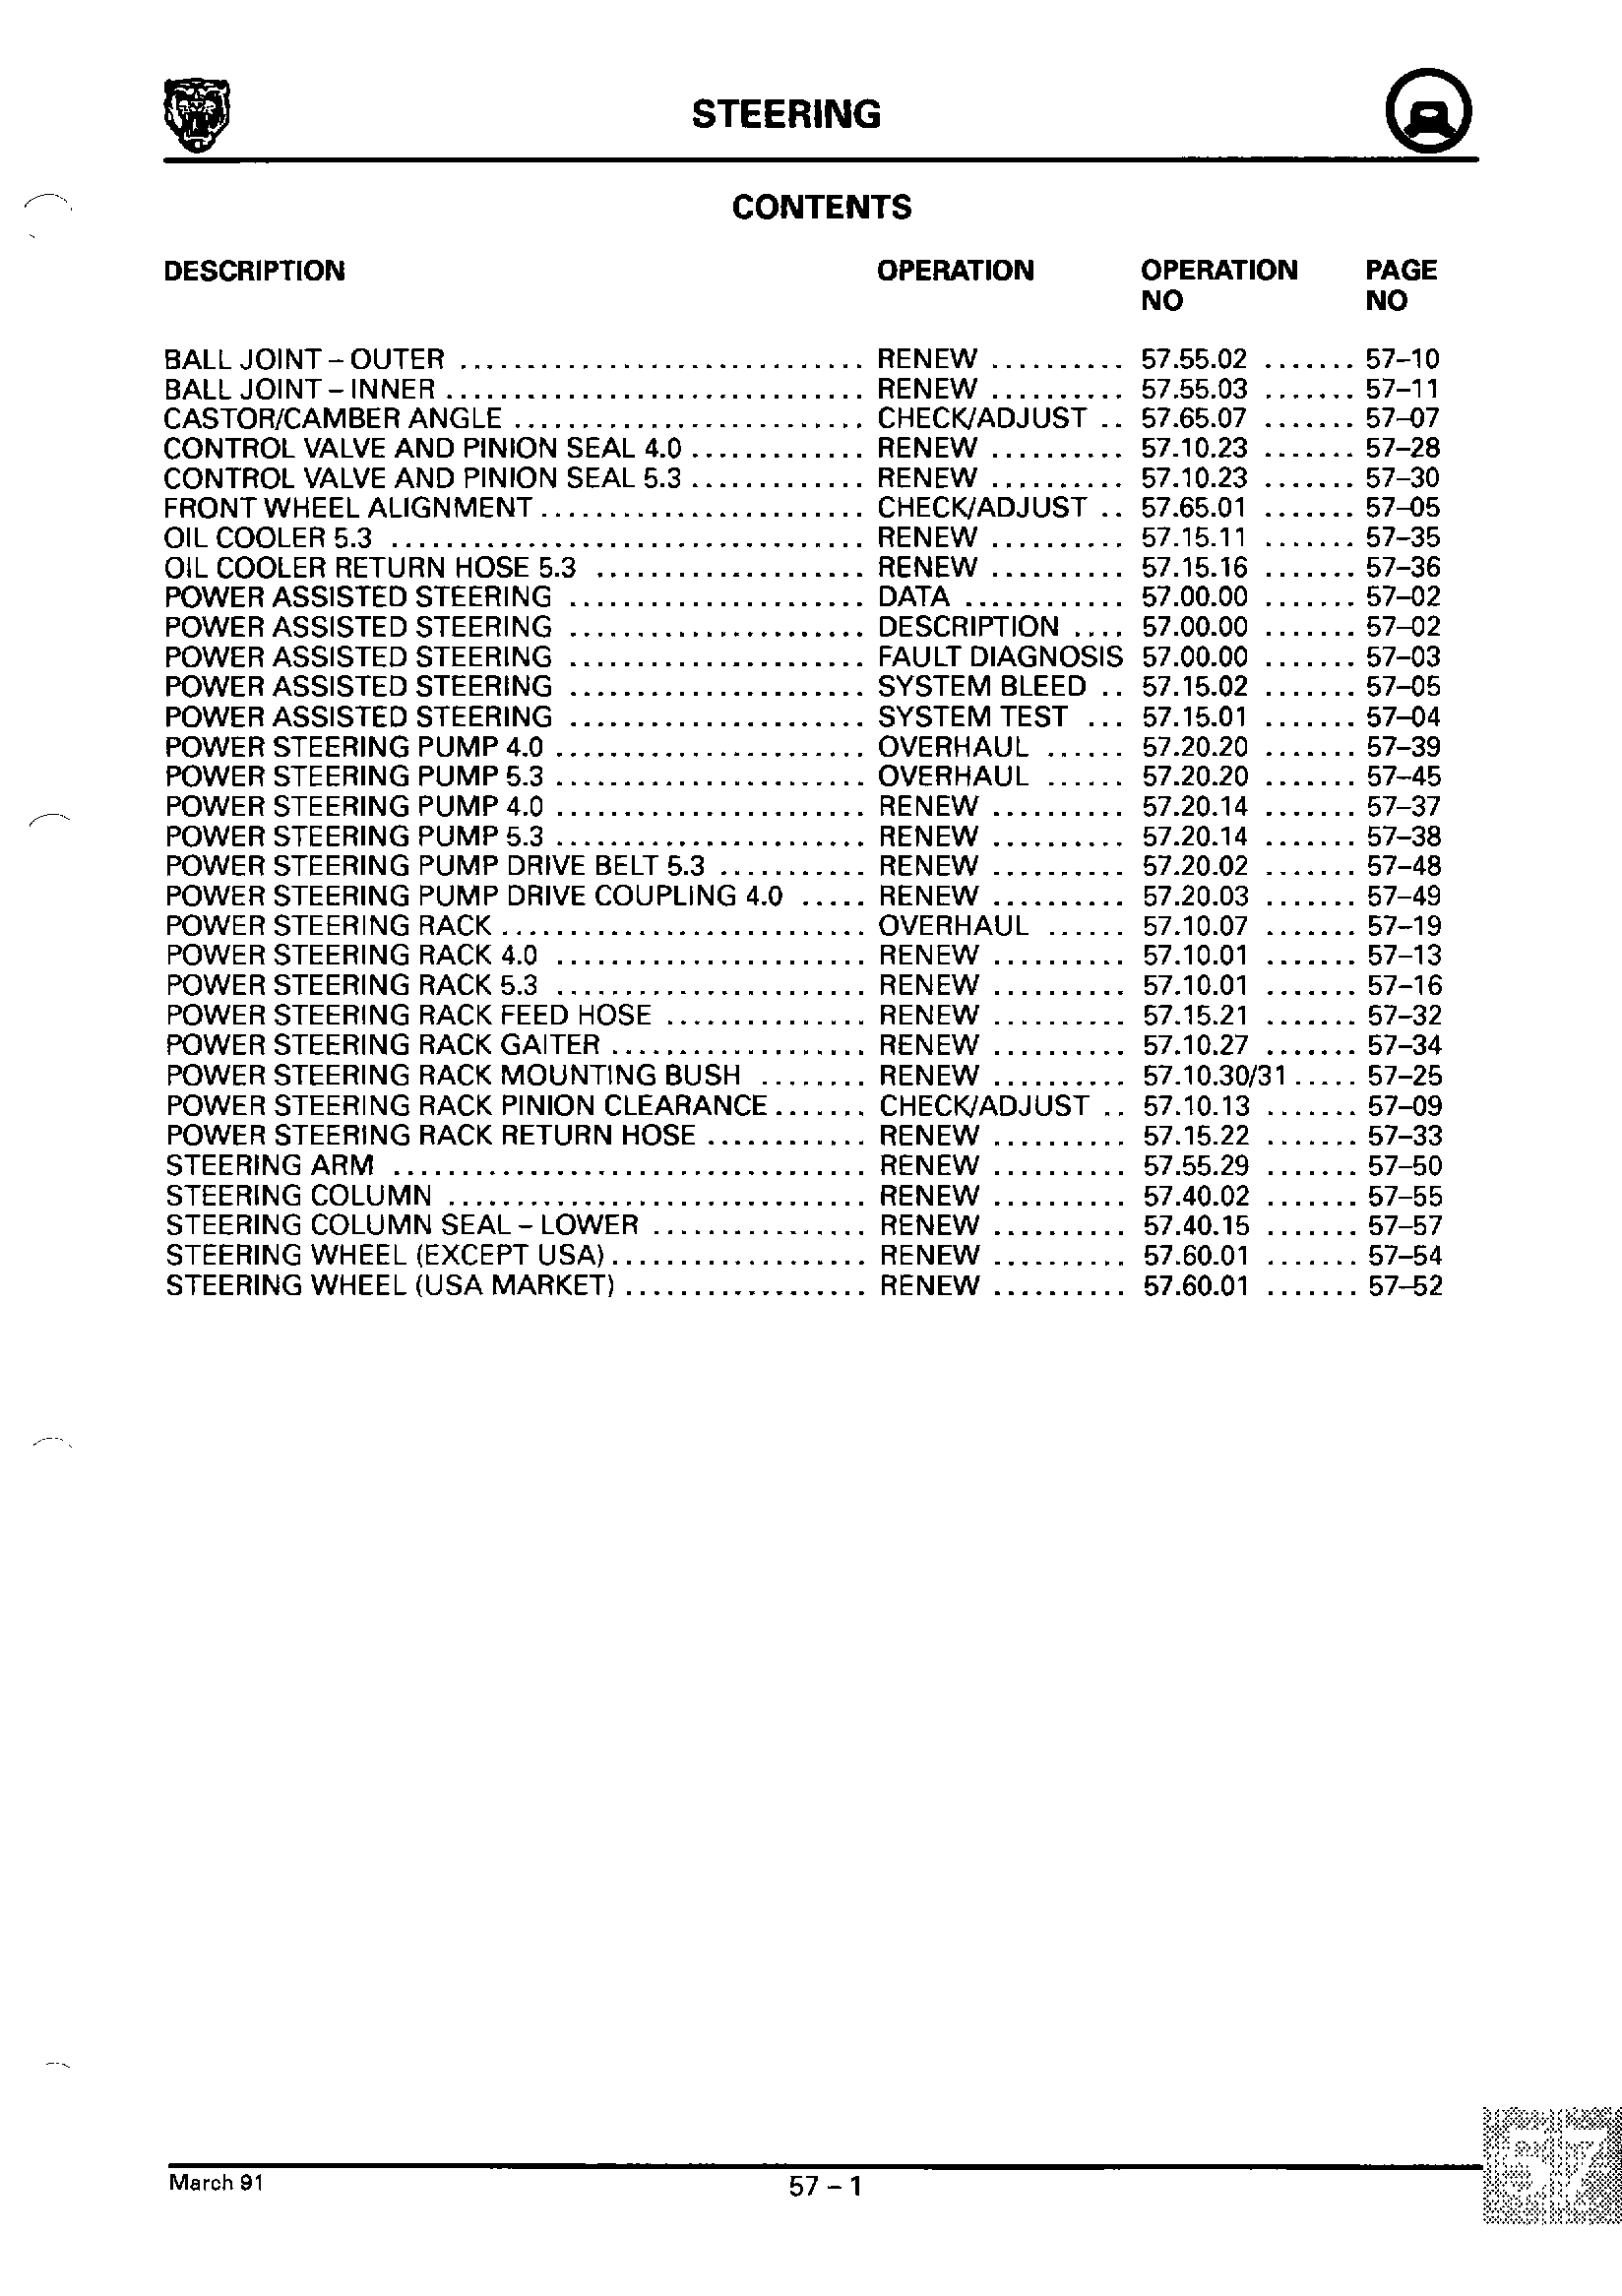 STEERING
CONTENTS
DESCRIPTION OPERATION OPERATION NO PAGE NO
BALL JOINT – OUTER .............................. RENEW .......... 57.55.02 ....... 57–10
BALL JOINT – INNER ............................... RENEW .......... 57.55.03 ....... 57–11
CASTOR/CAMBER ANGLE .......................... CHECK/ADJUST .. 57.65.07 ....... 57–07
CONTROL VALVE AND PINION SEAL 4.0 ............. RENEW .......... 57.10.23 ....... 57–28
CONTROL VALVE AND PINION SEAL 5.3 ............. RENEW .......... 57.10.23 ....... 57–30
FRONT WHEEL ALIGNMENT ........................ CHECK/ADJUST .. 57.65.01 ....... 57–05
OIL COOLER 5.3 ................................... RENEW .......... 57.15.11 ....... 57–35
OIL COOLER RETURN HOSE 5.3 .................... RENEW .......... 57.15.16 ....... 57–36
POWER ASSISTED STEERING ...................... DATA ............ 57.00.00 ....... 57–02
POWER ASSISTED STEERING ...................... DESCRIPTION .... 57.00.00 ....... 57–02
POWER ASSISTED STEERING ...................... FAULT DIAGNOSIS 57.00.00 ....... 57–03
POWER ASSISTED STEERING ...................... SYSTEM BLEED .. 57.15.02 ....... 57–05
POWER ASSISTED STEERING ...................... SYSTEM TEST ... 57.15.01 ....... 57–04
POWER STEERING PUMP 4.0 ....................... OVERHAUL ...... 57.20.20 ....... 57–39
POWER STEERING PUMP 5.3 ....................... OVERHAUL ...... 57.20.20 ....... 57–45
POWER STEERING PUMP 4.0 ....................... RENEW .......... 57.20.14 ....... 57–37
POWER STEERING PUMP 5.3 ....................... RENEW .......... 57.20.14 ....... 57–38
POWER STEERING PUMP DRIVE BELT 5.3 ........... RENEW .......... 57.20.02 ....... 57–48
POWER STEERING PUMP DRIVE COUPLING 4.0 ..... RENEW .......... 57.20.03 ....... 57–49
POWER STEERING RACK ........................... OVERHAUL ...... 57.10.07 ....... 57–19
POWER STEERING RACK 4.0 ....................... RENEW .......... 57.10.01 ....... 57–13
POWER STEERING RACK 5.3 ....................... RENEW .......... 57.10.01 ....... 57–16
POWER STEERING RACK FEED HOSE ............... RENEW .......... 57.15.21 ....... 57–32
POWER STEERING RACK GAITER ................... RENEW .......... 57.10.27 ....... 57–34
POWER STEERING RACK MOUNTING BUSH ........ RENEW .......... 57.10.30/31 ..... 57–25
POWER STEERING RACK PINION CLEARANCE ....... CHECK/ADJUST .. 57.10.13 ....... 57–09
POWER STEERING RACK RETURN HOSE ............ RENEW .......... 57.15.22 ....... 57–33
STEERING ARM ................................... RENEW .......... 57.55.29 ....... 57–50
STEERING COLUMN ............................... RENEW .......... 57.40.02 ....... 57–55
STEERING COLUMN SEAL – LOWER ................ RENEW .......... 57.40.15 ....... 57–57
STEERING WHEEL (EXCEPT USA) ................... RENEW .......... 57.60.01 ....... 57–54
STEERING WHEEL (USA MARKET) .................. RENEW .......... 57.60.01 ....... 57–52
March 91 57 – 1
57